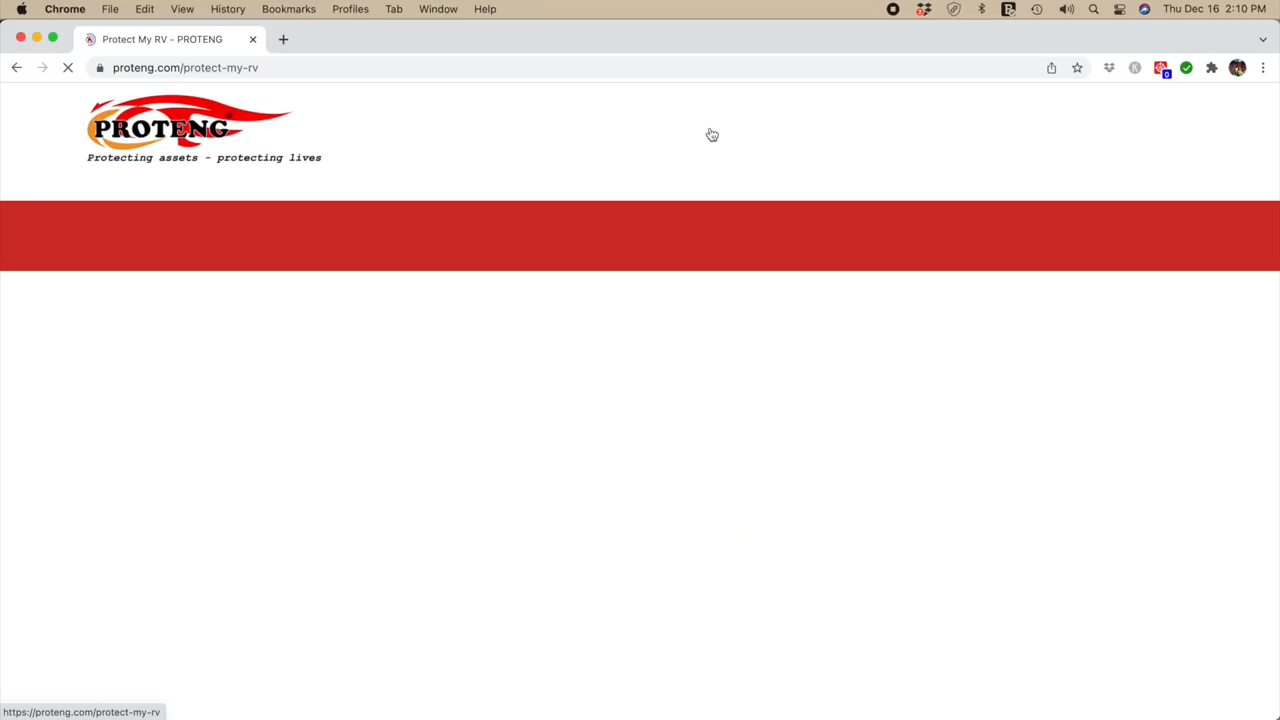 Chrome File Edit View History Bookmarks Profiles Tab Window Help Thu Dec 16 2:10 PM
Protect My RV - PROTENG
proteng.com/protect-my-rv
0
PROTENG
Protecting assets - protecting lives
https://proteng.com/protect-my-rv